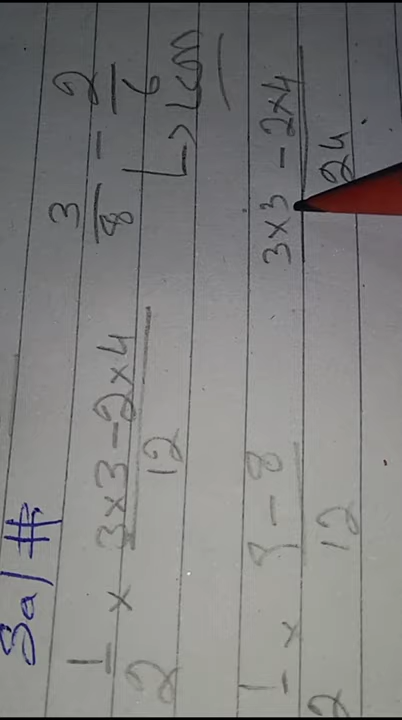 3a/#
1/2 × 3×3-2×4/12
3/8 - 2/6
↳ Lcm
1/2 × 9-8/12
3×3 - 2×4/24